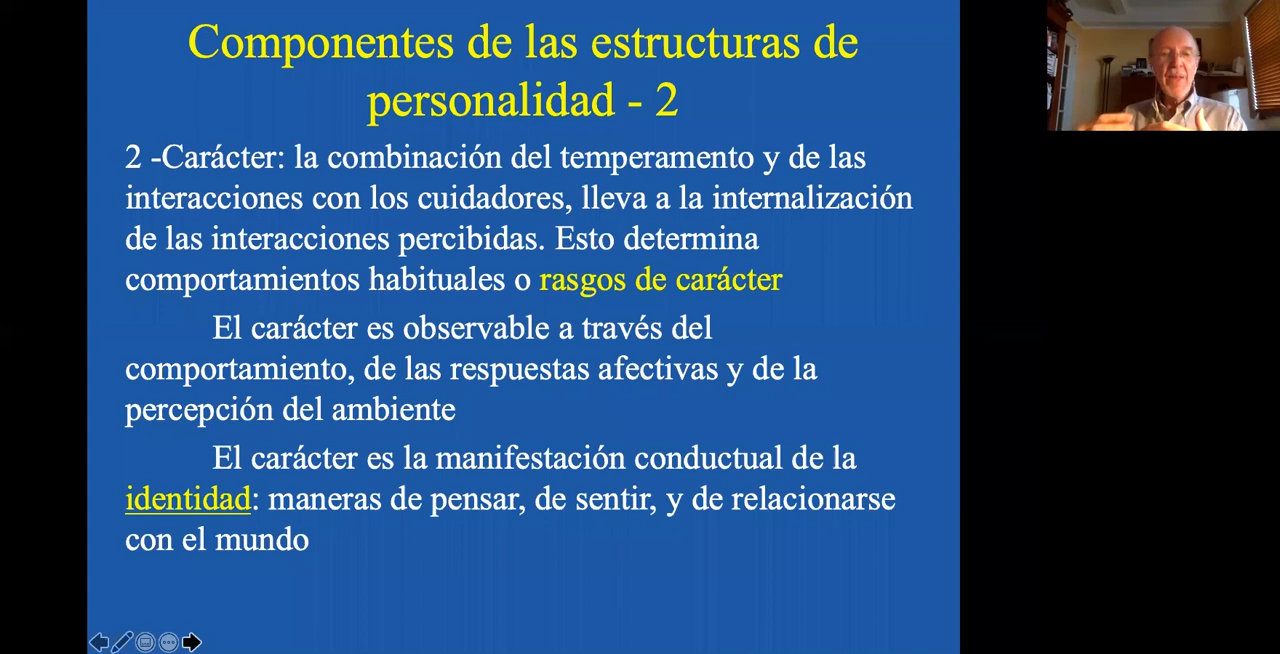 Componentes de las estructuras de
personalidad - 2
2 -Carácter: la combinación del temperamento y de las
interacciones con los cuidadores, lleva a la internalización
de las interacciones percibidas. Esto determina
comportamientos habituales o rasgos de carácter
El carácter es observable a través del
comportamiento, de las respuestas afectivas y de la
percepción del ambiente
El carácter es la manifestación conductual de la
identidad: maneras de pensar, de sentir, y de relacionarse
con el mundo